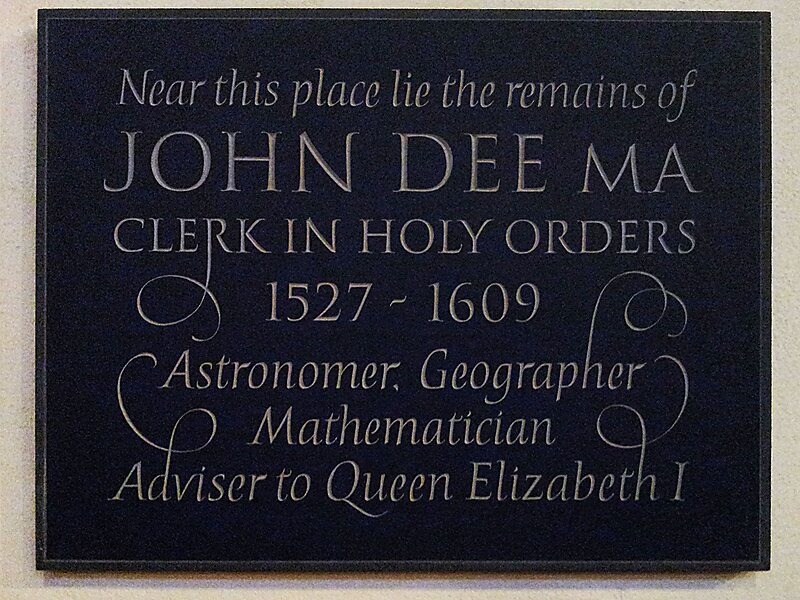 Near this place lie the remains of
JOHN DEE MA
CLERK IN HOLY ORDERS
1527 ~ 1609
Astronomer, Geographer
Mathematician
Adviser to Queen Elizabeth I